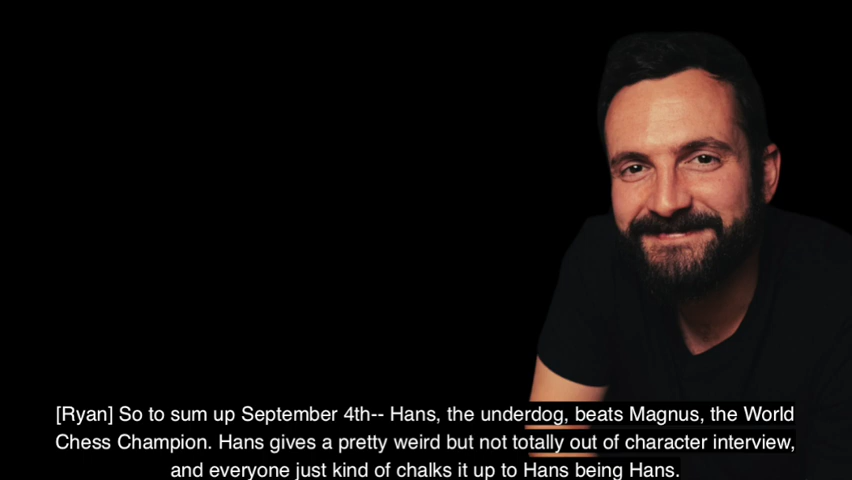 [Ryan] So to sum up September 4th-- Hans, the underdog, beats Magnus, the World
Chess Champion. Hans gives a pretty weird but not totally out of character interview,
and everyone just kind of chalks it up to Hans being Hans.